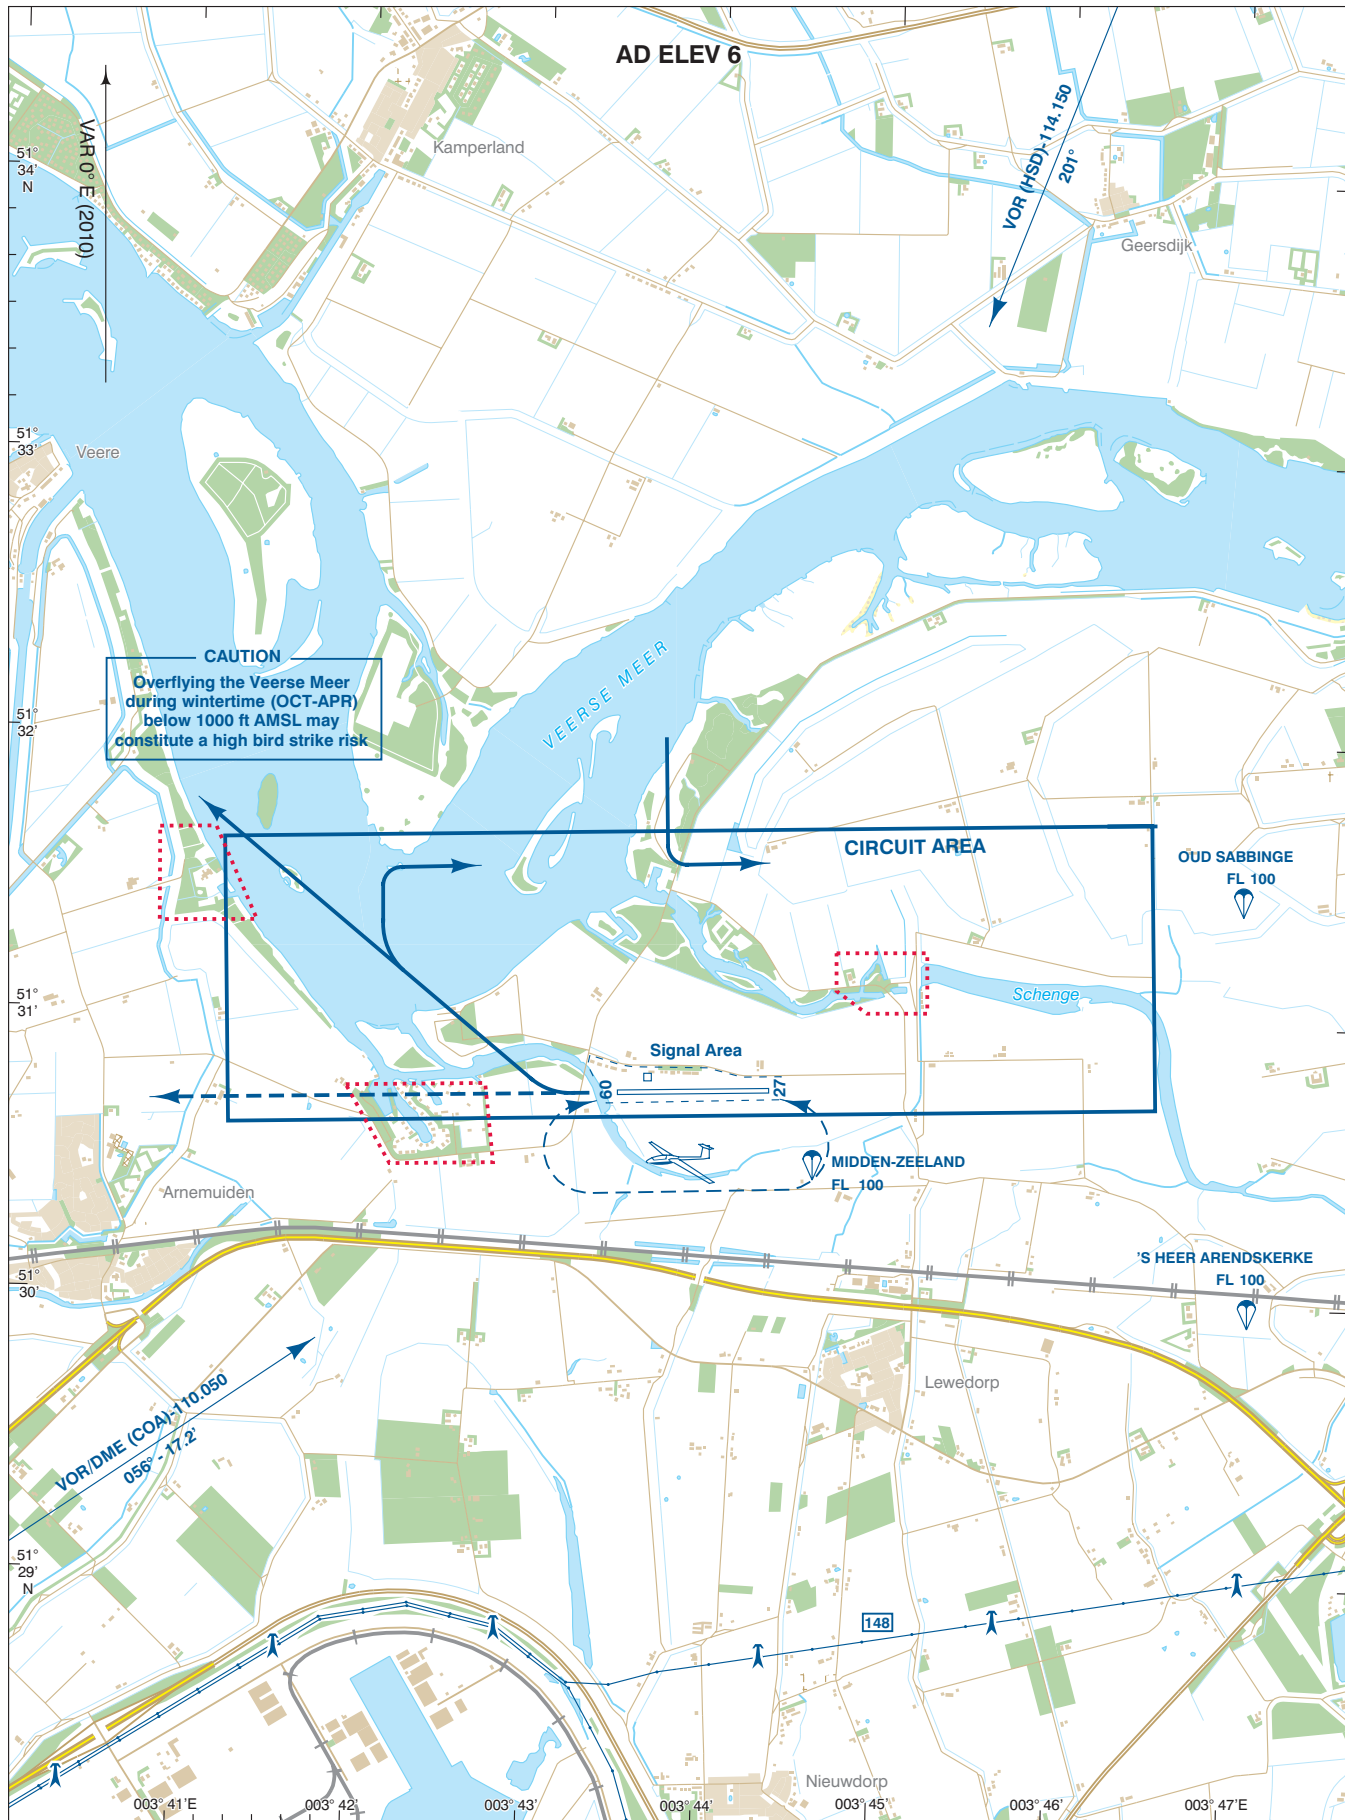 AD ELEV 6
VAR 0° E (2010)
Kamperland
VOR (HSD)-114.150
201°
Geersdijk
51°
34'
N
51°
33'
Veere
CAUTION
Overflying the Veerse Meer
during wintertime (OCT-APR)
below 1000 ft AMSL may
constitute a high bird strike risk
VEERSE MEER
51°
32'
CIRCUIT AREA
OUD SABBINGE
FL 100
51°
31'
Schenge
Signal Area
09
27
MIDDEN-ZEELAND
FL 100
Arnemuiden
'S HEER ARENDSKERKE
FL 100
51°
30'
VOR/DME (COA)-110.050
056° - 17.2'
Lewedorp
51°
29'
N
148
Nieuwdorp
003° 41'E
003° 42'
003° 43'
003° 44'
003° 45'
003° 46'
003° 47'E